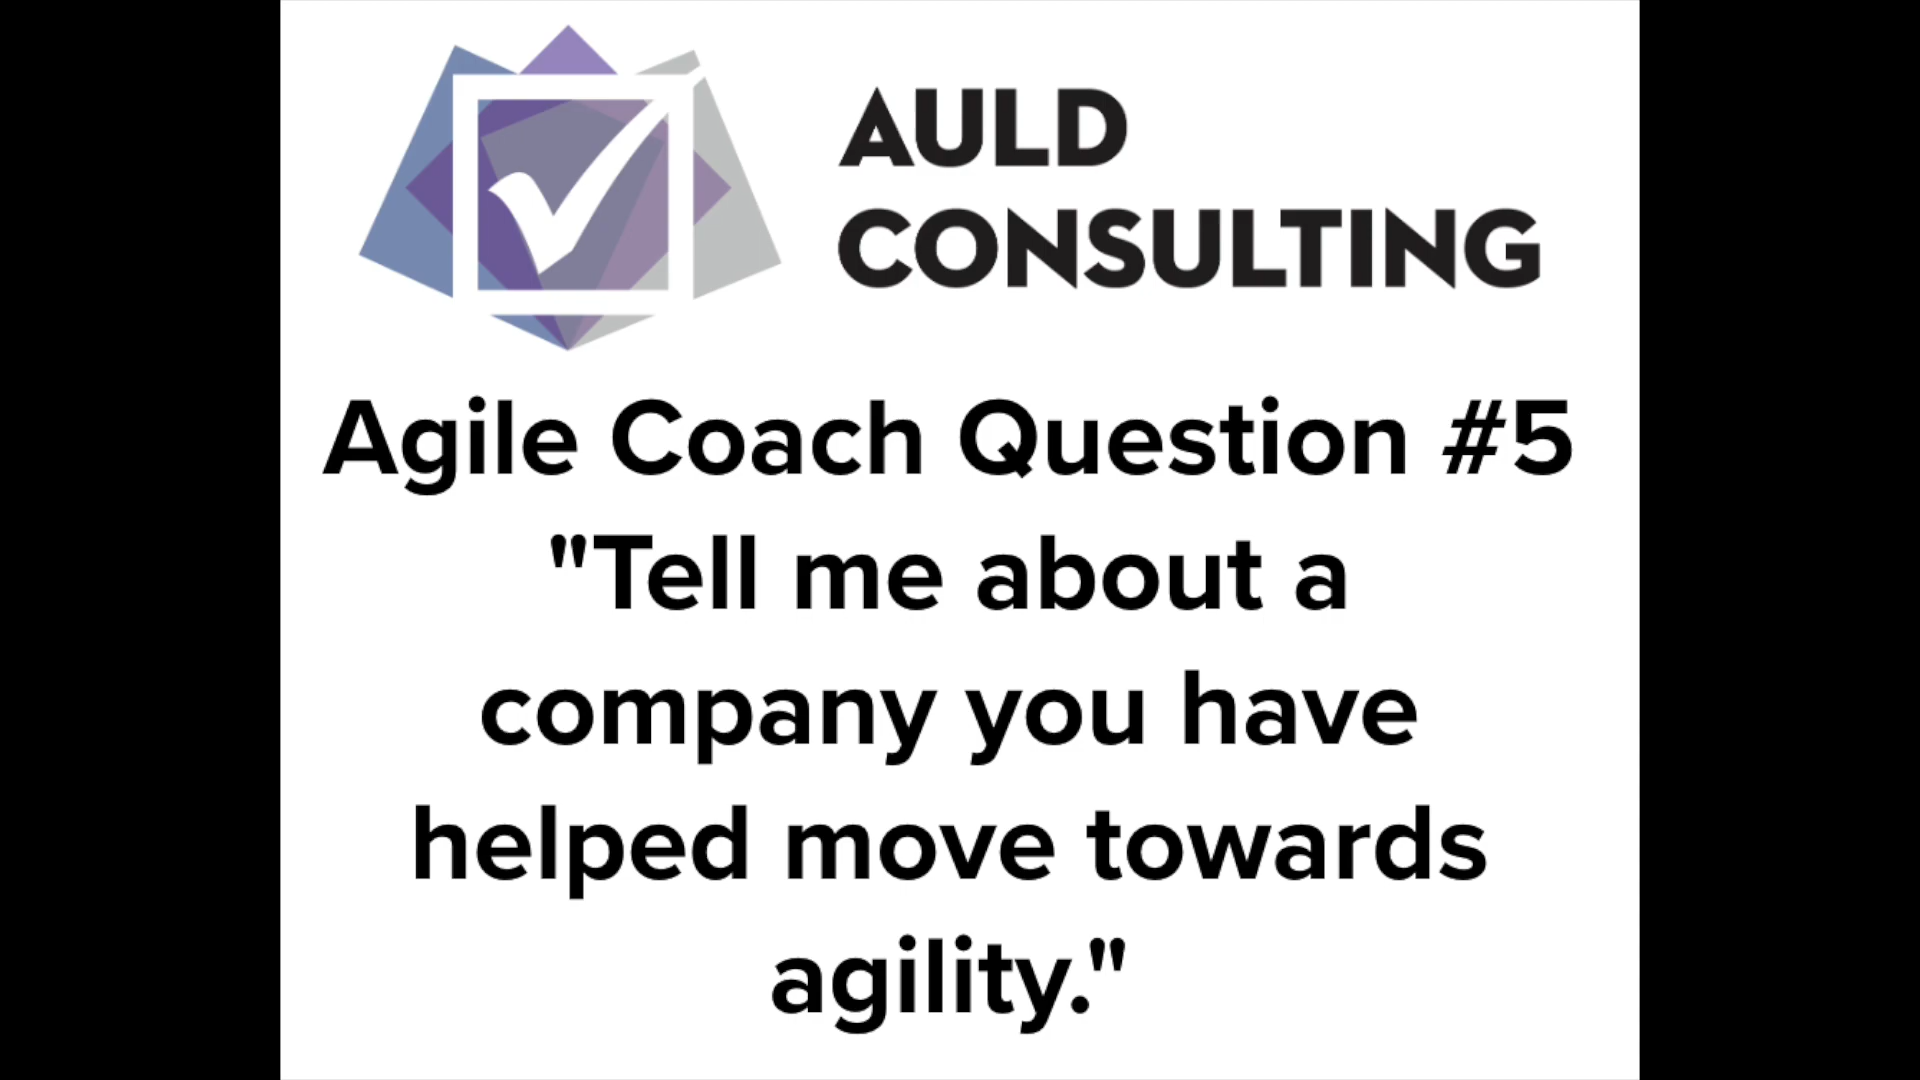 AULD
CONSULTING
Agile Coach Question #5
"Tell me about a
company you have
helped move towards
agility."